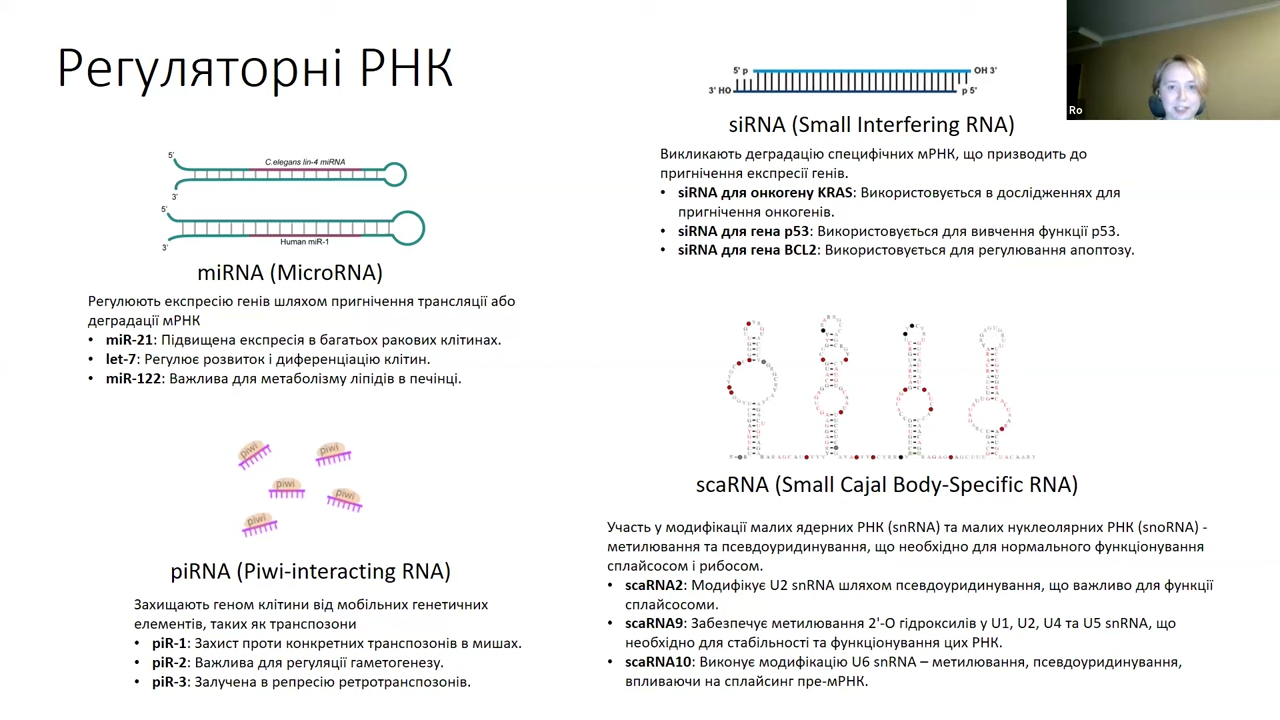 Регуляторні РНК
5'
C.elegans lin-4 miRNA
3'
5'
3'
Human miR-1
miRNA (MicroRNA)
Регулюють експресію генів шляхом пригнічення трансляції або
деградації мРНК
• miR-21: Підвищена експресія в багатьох ракових клітинах.
• let-7: Регулює розвиток і диференціацію клітин.
• miR-122: Важлива для метаболізму ліпідів в печінці.
piwi
piwi
piwi
piwi
piwi
piRNA (Piwi-interacting RNA)
Захищають геном клітини від мобільних генетичних
елементів, таких як транспозони
• piR-1: Захист проти конкретних транспозонів в мишах.
• piR-2: Важлива для регуляції гаметогенезу.
• piR-3: Залучена в репресію ретротранспозонів.
5' p OH 3'
3' HO p 5'
siRNA (Small Interfering RNA)
Викликають деградацію специфічних мРНК, що призводить до
пригнічення експресії генів.
• siRNA для онкогену KRAS: Використовується в дослідженнях для
пригнічення онкогенів.
• siRNA для гена p53: Використовується для вивчення функції p53.
• siRNA для гена BCL2: Використовується для регулювання апоптозу.
scaRNA (Small Cajal Body-Specific RNA)
Участь у модифікації малих ядерних РНК (snRNA) та малих нуклеолярних РНК (snoRNA) -
метилювання та псевдоуридинування, що необхідно для нормального функціонування
сплайсосом і рибосом.
• scaRNA2: Модифікує U2 snRNA шляхом псевдоуридинування, що важливо для функції
сплайсосоми.
• scaRNA9: Забезпечує метилювання 2'-O гідроксилів у U1, U2, U4 та U5 snRNA, що
необхідно для стабільності та функціонування цих РНК.
• scaRNA10: Виконує модифікацію U6 snRNA – метилювання, псевдоуридинування,
впливаючи на сплайсинг пре-мРНК.
Ro